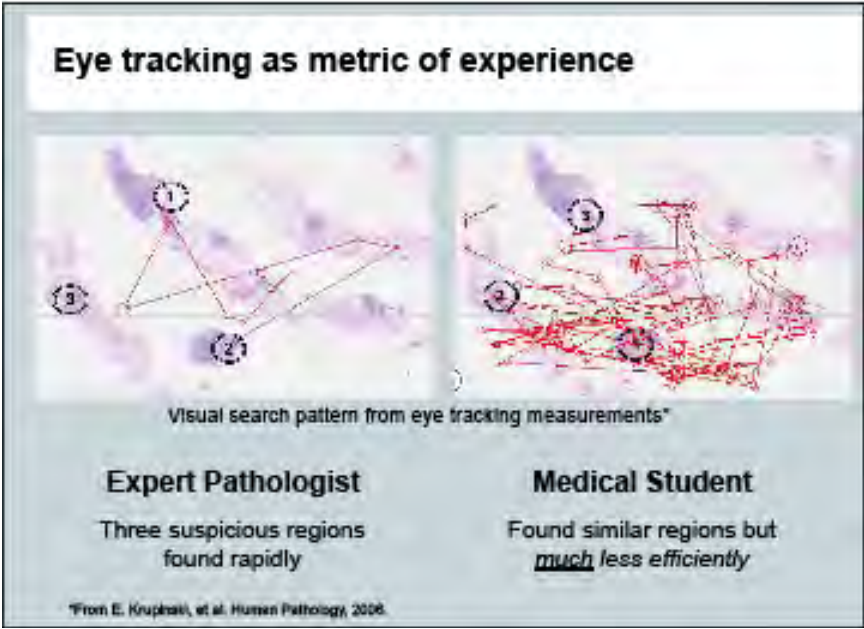 Eye tracking as metric of experience
1
3
2
3
2
Visual search pattern from eye tracking measurements*
Expert Pathologist
Medical Student
Three suspicious regions
found rapidly
Found similar regions but
much less efficiently
*From E. Krupinski, et al. Human Pathology, 2006.